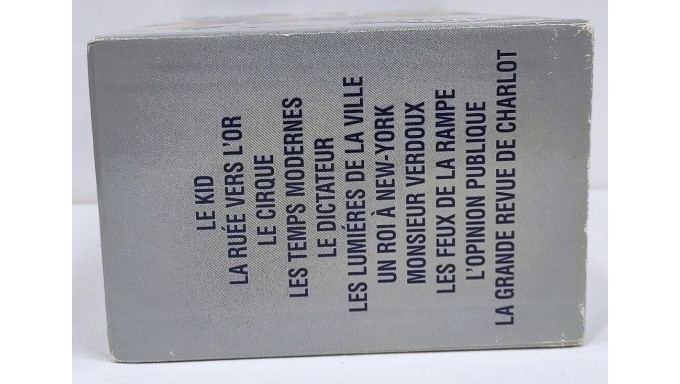 LE KID
LA RUÉE VERS L'OR
LE CIRQUE
LES TEMPS MODERNES
LE DICTATEUR
LES LUMIÉRES DE LA VILLE
UN ROI À NEW-YORK
MONSIEUR VERDOUX
LES FEUX DE LA RAMPE
L'OPINION PUBLIQUE
LA GRANDE REVUE DE CHARLOT